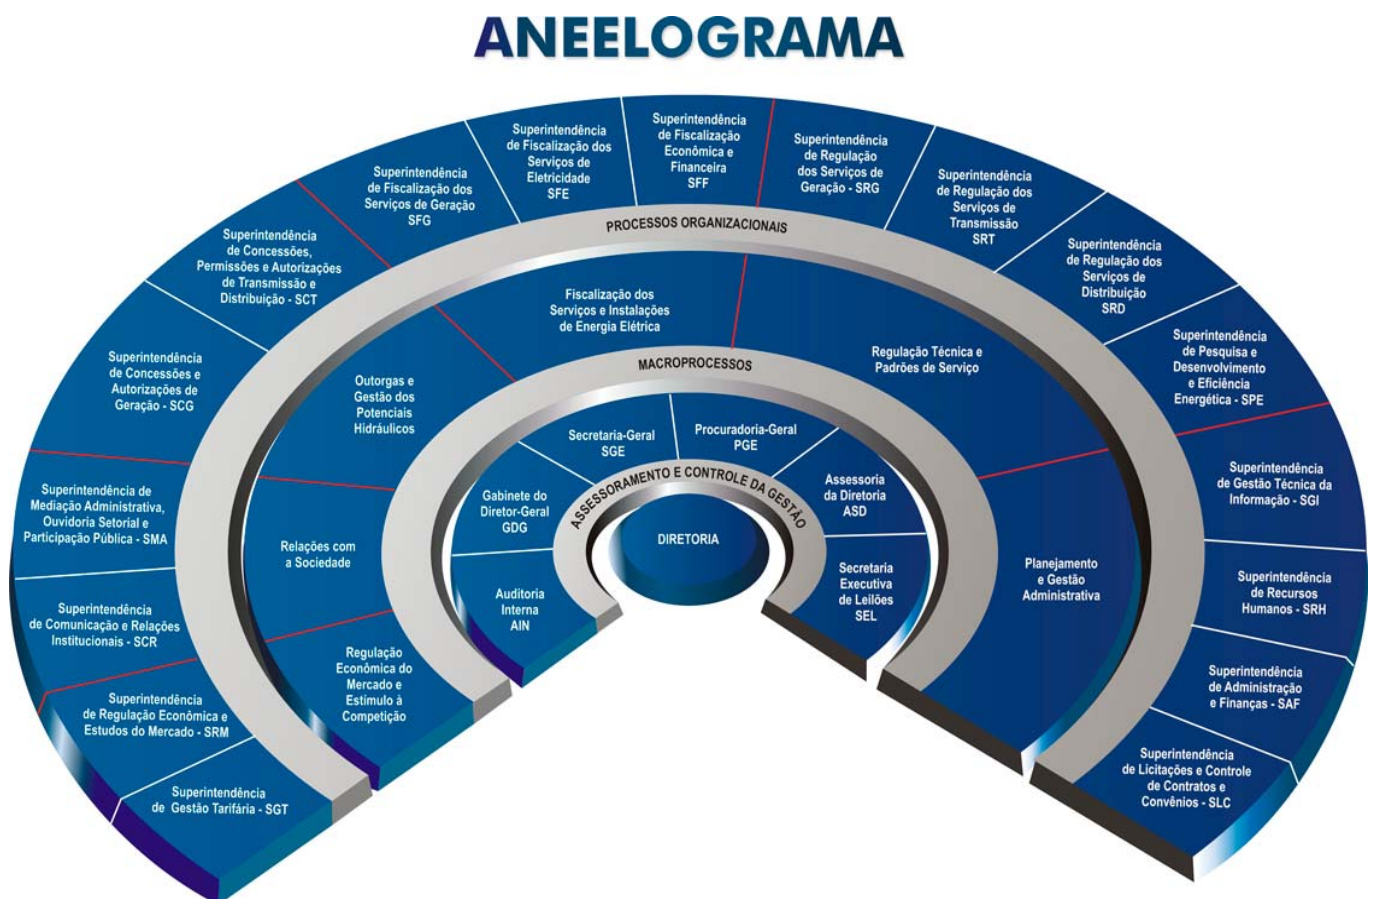 ANEELOGRAMA
Superintendência
de Gestão Tarifária - SGT
Superintendência
de Regulação Econômica e
Estudos do Mercado - SRM
Superintendência
de Comunicação e Relações
Institucionais - SCR
Superintendência de
Mediação Administrativa,
Ouvidoria Setorial e
Participação Pública - SMA
Superintendência
de Concessões e
Autorizações de
Geração - SCG
Superintendência
de Concessões,
Permissões e Autorizações
de Transmissão e
Distribuição - SCT
Superintendência
de Fiscalização dos
Serviços de Geração
SFG
Superintendência
de Fiscalização dos
Serviços de
Eletricidade
SFE
Superintendência
de Fiscalização
Econômica e
Financeira
SFF
Superintendência
de Regulação
dos Serviços de
Geração - SRG
Superintendência
de Regulação dos
Serviços de
Transmissão
SRT
Superintendência
de Regulação dos
Serviços de
Distribuição
SRD
Superintendência
de Pesquisa e
Desenvolvimento
e Eficiência
Energética - SPE
Superintendência
de Gestão Técnica da
Informação - SGI
Superintendência
de Recursos
Humanos - SRH
Superintendência
de Administração
e Finanças - SAF
Superintendência
de Licitações e Controle
de Contratos e
Convênios - SLC
PROCESSOS ORGANIZACIONAIS
Regulação
Econômica do
Mercado e
Estímulo à
Competição
Relações com
a Sociedade
Outorgas e
Gestão dos
Potenciais
Hidráulicos
Fiscalização dos
Serviços e Instalações
de Energia Elétrica
Regulação Técnica e
Padrões de Serviço
Planejamento
e Gestão
Administrativa
MACROPROCESSOS
Auditoria
Interna
AIN
Gabinete do
Diretor-Geral
GDG
Secretaria-Geral
SGE
Procuradoria-Geral
PGE
Assessoria
da Diretoria
ASD
Secretaria
Executiva
de Leilões
SEL
ASSESSORAMENTO E CONTROLE DA GESTÃO
DIRETORIA